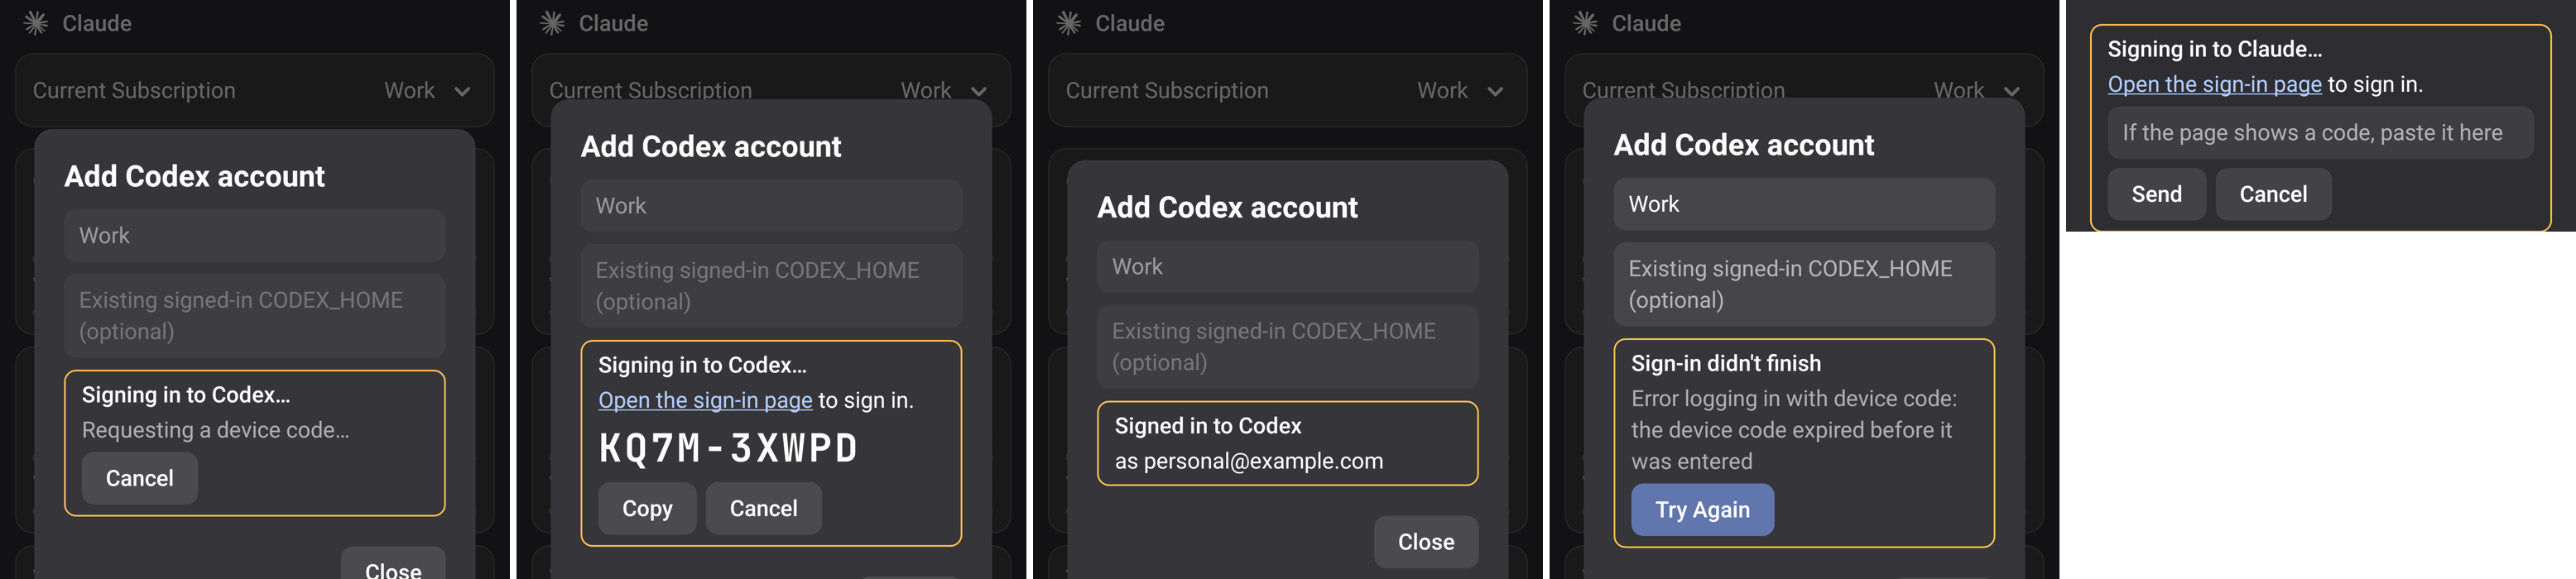 Claude
Current Subscription
Work
Add Codex account
Work
Existing signed-in CODEX_HOME
(optional)
Signing in to Codex...
Requesting a device code...
Cancel
Close
Claude
Current Subscription
Work
Add Codex account
Work
Existing signed-in CODEX_HOME
(optional)
Signing in to Codex...
Open the sign-in page to sign in.
KQ7M-3XWPD
Copy
Cancel
Claude
Current Subscription
Work
Add Codex account
Work
Existing signed-in CODEX_HOME
(optional)
Signed in to Codex
as personal@example.com
Close
Claude
Current Subscription
Work
Add Codex account
Work
Existing signed-in CODEX_HOME
(optional)
Sign-in didn't finish
Error logging in with device code:
the device code expired before it
was entered
Try Again
Signing in to Claude...
Open the sign-in page to sign in.
If the page shows a code, paste it here
Send
Cancel